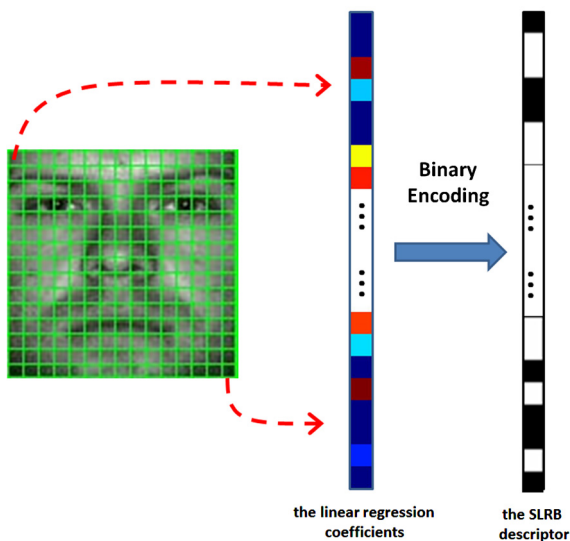 Binary
Encoding
the linear regression
coefficients
the SLRB
descriptor